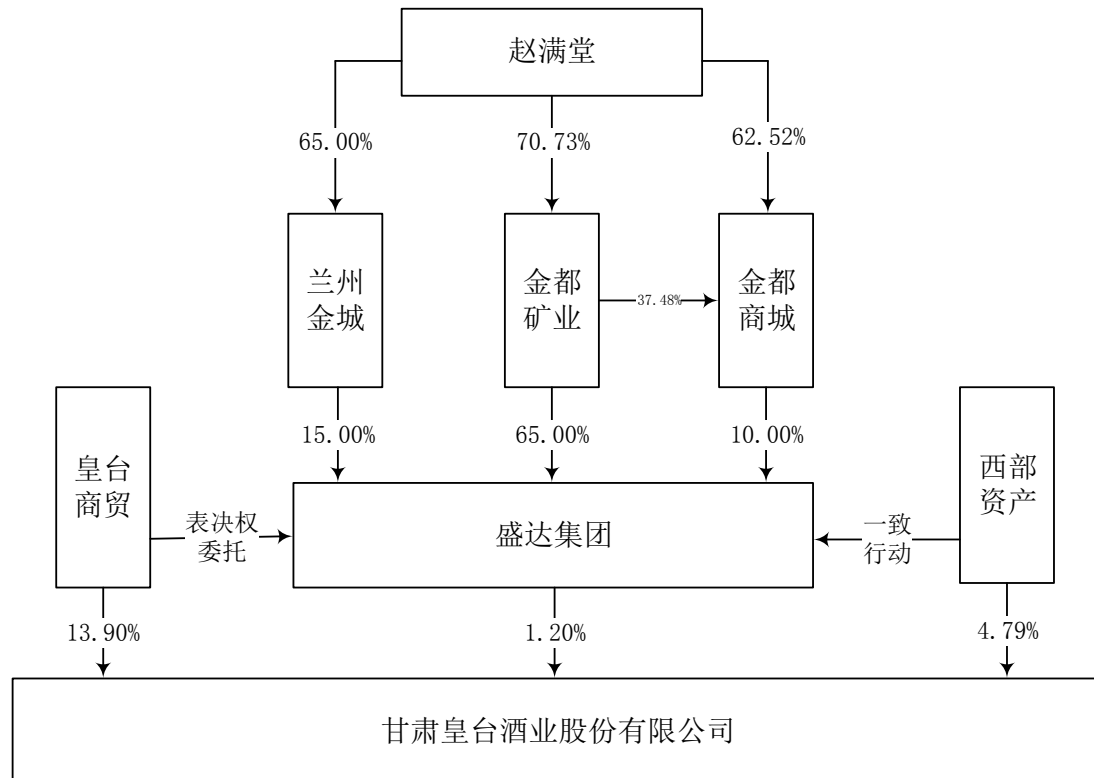 赵满堂
65.00%
70.73%
62.52%
兰州
金城
金都
矿业
37.48%
金都
商城
15.00%
65.00%
10.00%
皇台
商贸
表决权
委托
盛达集团
一致
行动
西部
资产
13.90%
1.20%
4.79%
甘肃皇台酒业股份有限公司